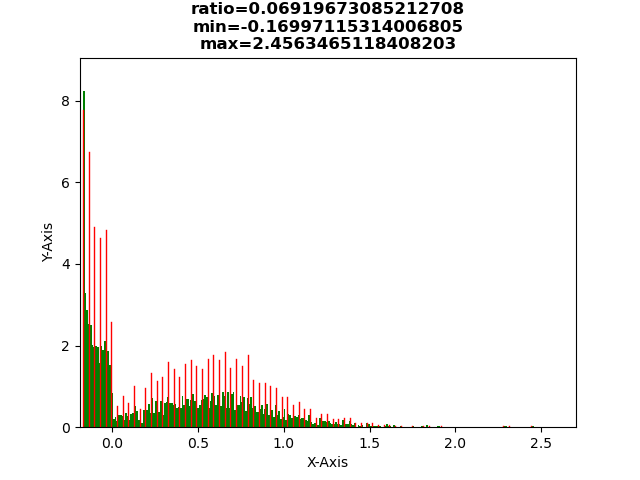 ratio=0.06919673085212708
min=-0.16997115314006805
max=2.4563465118408203
8
6
4
2
0
Y-Axis
0.0 0.5 1.0 1.5 2.0 2.5
X-Axis